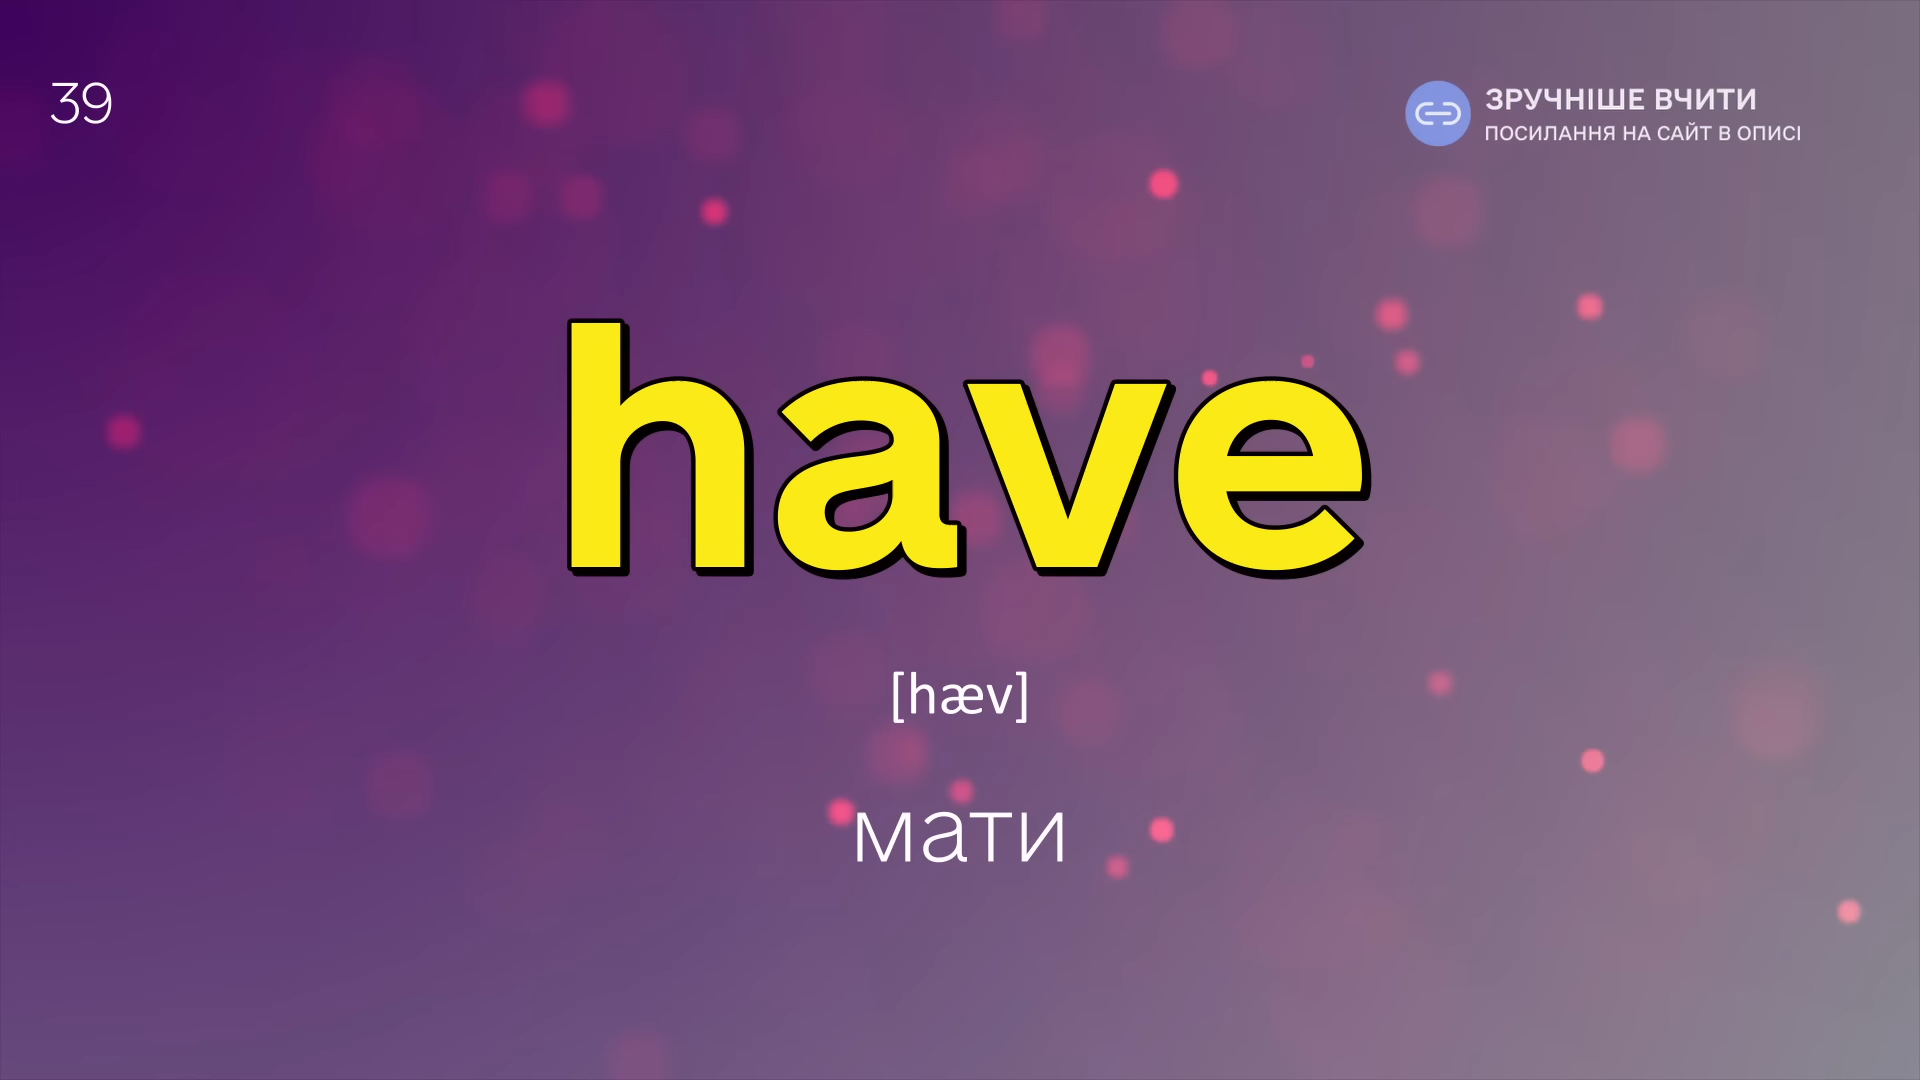 39
ЗРУЧНІШЕ ВЧИТИ
ПОСИЛАННЯ НА САЙТ В ОПИСІ
have
[hæv]
мати